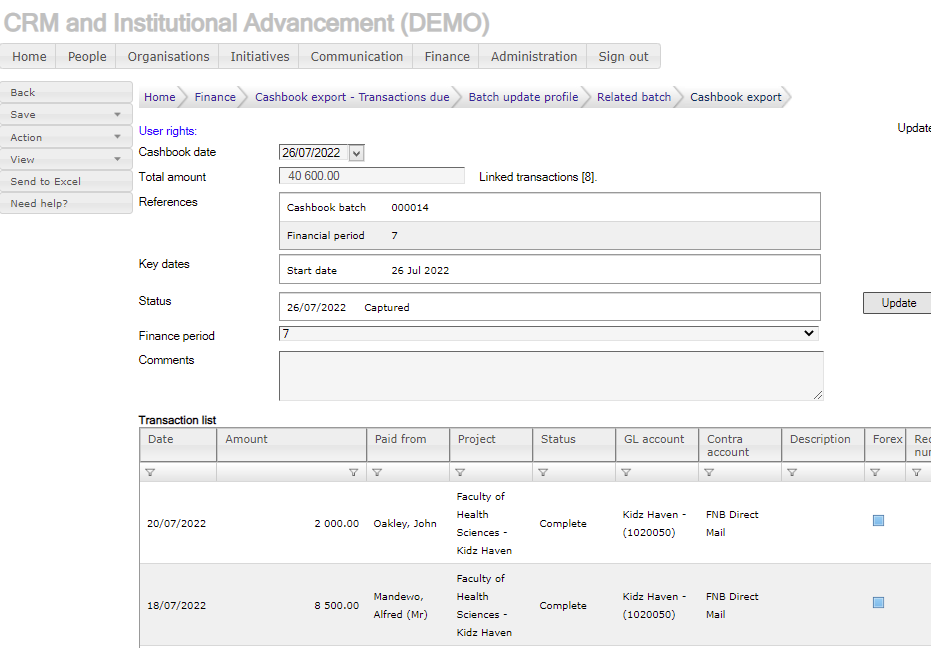 CRM and Institutional Advancement (DEMO)
Home People Organisations Initiatives Communication Finance Administration Sign out
Back
Save
Action
View
Send to Excel
Need help?
Home Finance Cashbook export - Transactions due Batch update profile Related batch Cashbook export
User rights:
Update
Cashbook date 26/07/2022
Total amount 40 600.00 Linked transactions [8].
References
Cashbook batch 000014
Financial period 7
Key dates
Start date 26 Jul 2022
Status
26/07/2022 Captured
Update
Finance period 7
Comments
Transaction list
Date Amount Paid from Project Status GL account Contra account Description Forex
20/07/2022 2 000.00 Oakley, John Faculty of Health Sciences - Kidz Haven Complete Kidz Haven - (1020050) FNB Direct Mail
18/07/2022 8 500.00 Mandewo, Alfred (Mr) Faculty of Health Sciences - Kidz Haven Complete Kidz Haven - (1020050) FNB Direct Mail